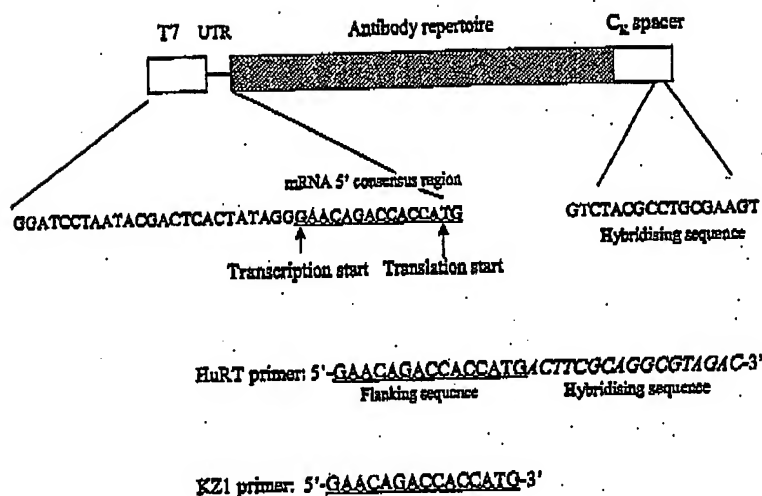 T7 UTR Antibody repertoire Cκ spacer
mRNA 5' consensus region
GGATCCTAATACGACTCACTATAGGGAACAGACCACCATG
GTCTACGCCTGCGAAGT
Hybridising sequence
Transcription start Translation start
HuRT primer: 5'-GAACAGACCACCATGACTTCGCAGGCGTAGAC-3'
Flanking sequence Hybridising sequence
KZ1 primer: 5'-GAACAGACCACCATG-3'